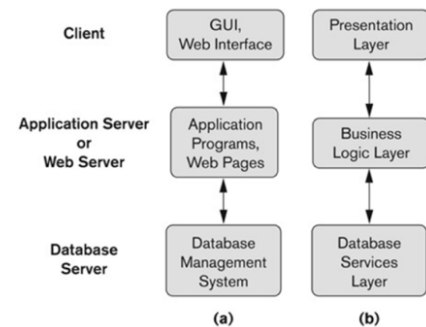 Client
GUI,
Web Interface
Presentation
Layer
Application Server
or
Web Server
Application
Programs,
Web Pages
Business
Logic Layer
Database
Server
Database
Management
System
Database
Services
Layer
(a)
(b)